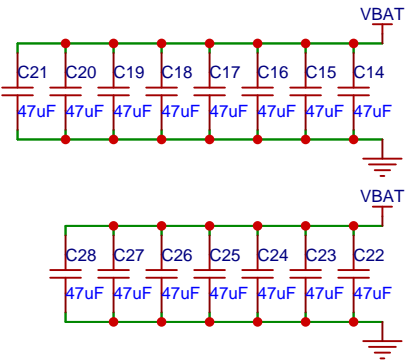 VBAT
C21 C20 C19 C18 C17 C16 C15 C14
47uF 47uF 47uF 47uF 47uF 47uF 47uF 47uF
VBAT
C28 C27 C26 C25 C24 C23 C22
47uF 47uF 47uF 47uF 47uF 47uF 47uF